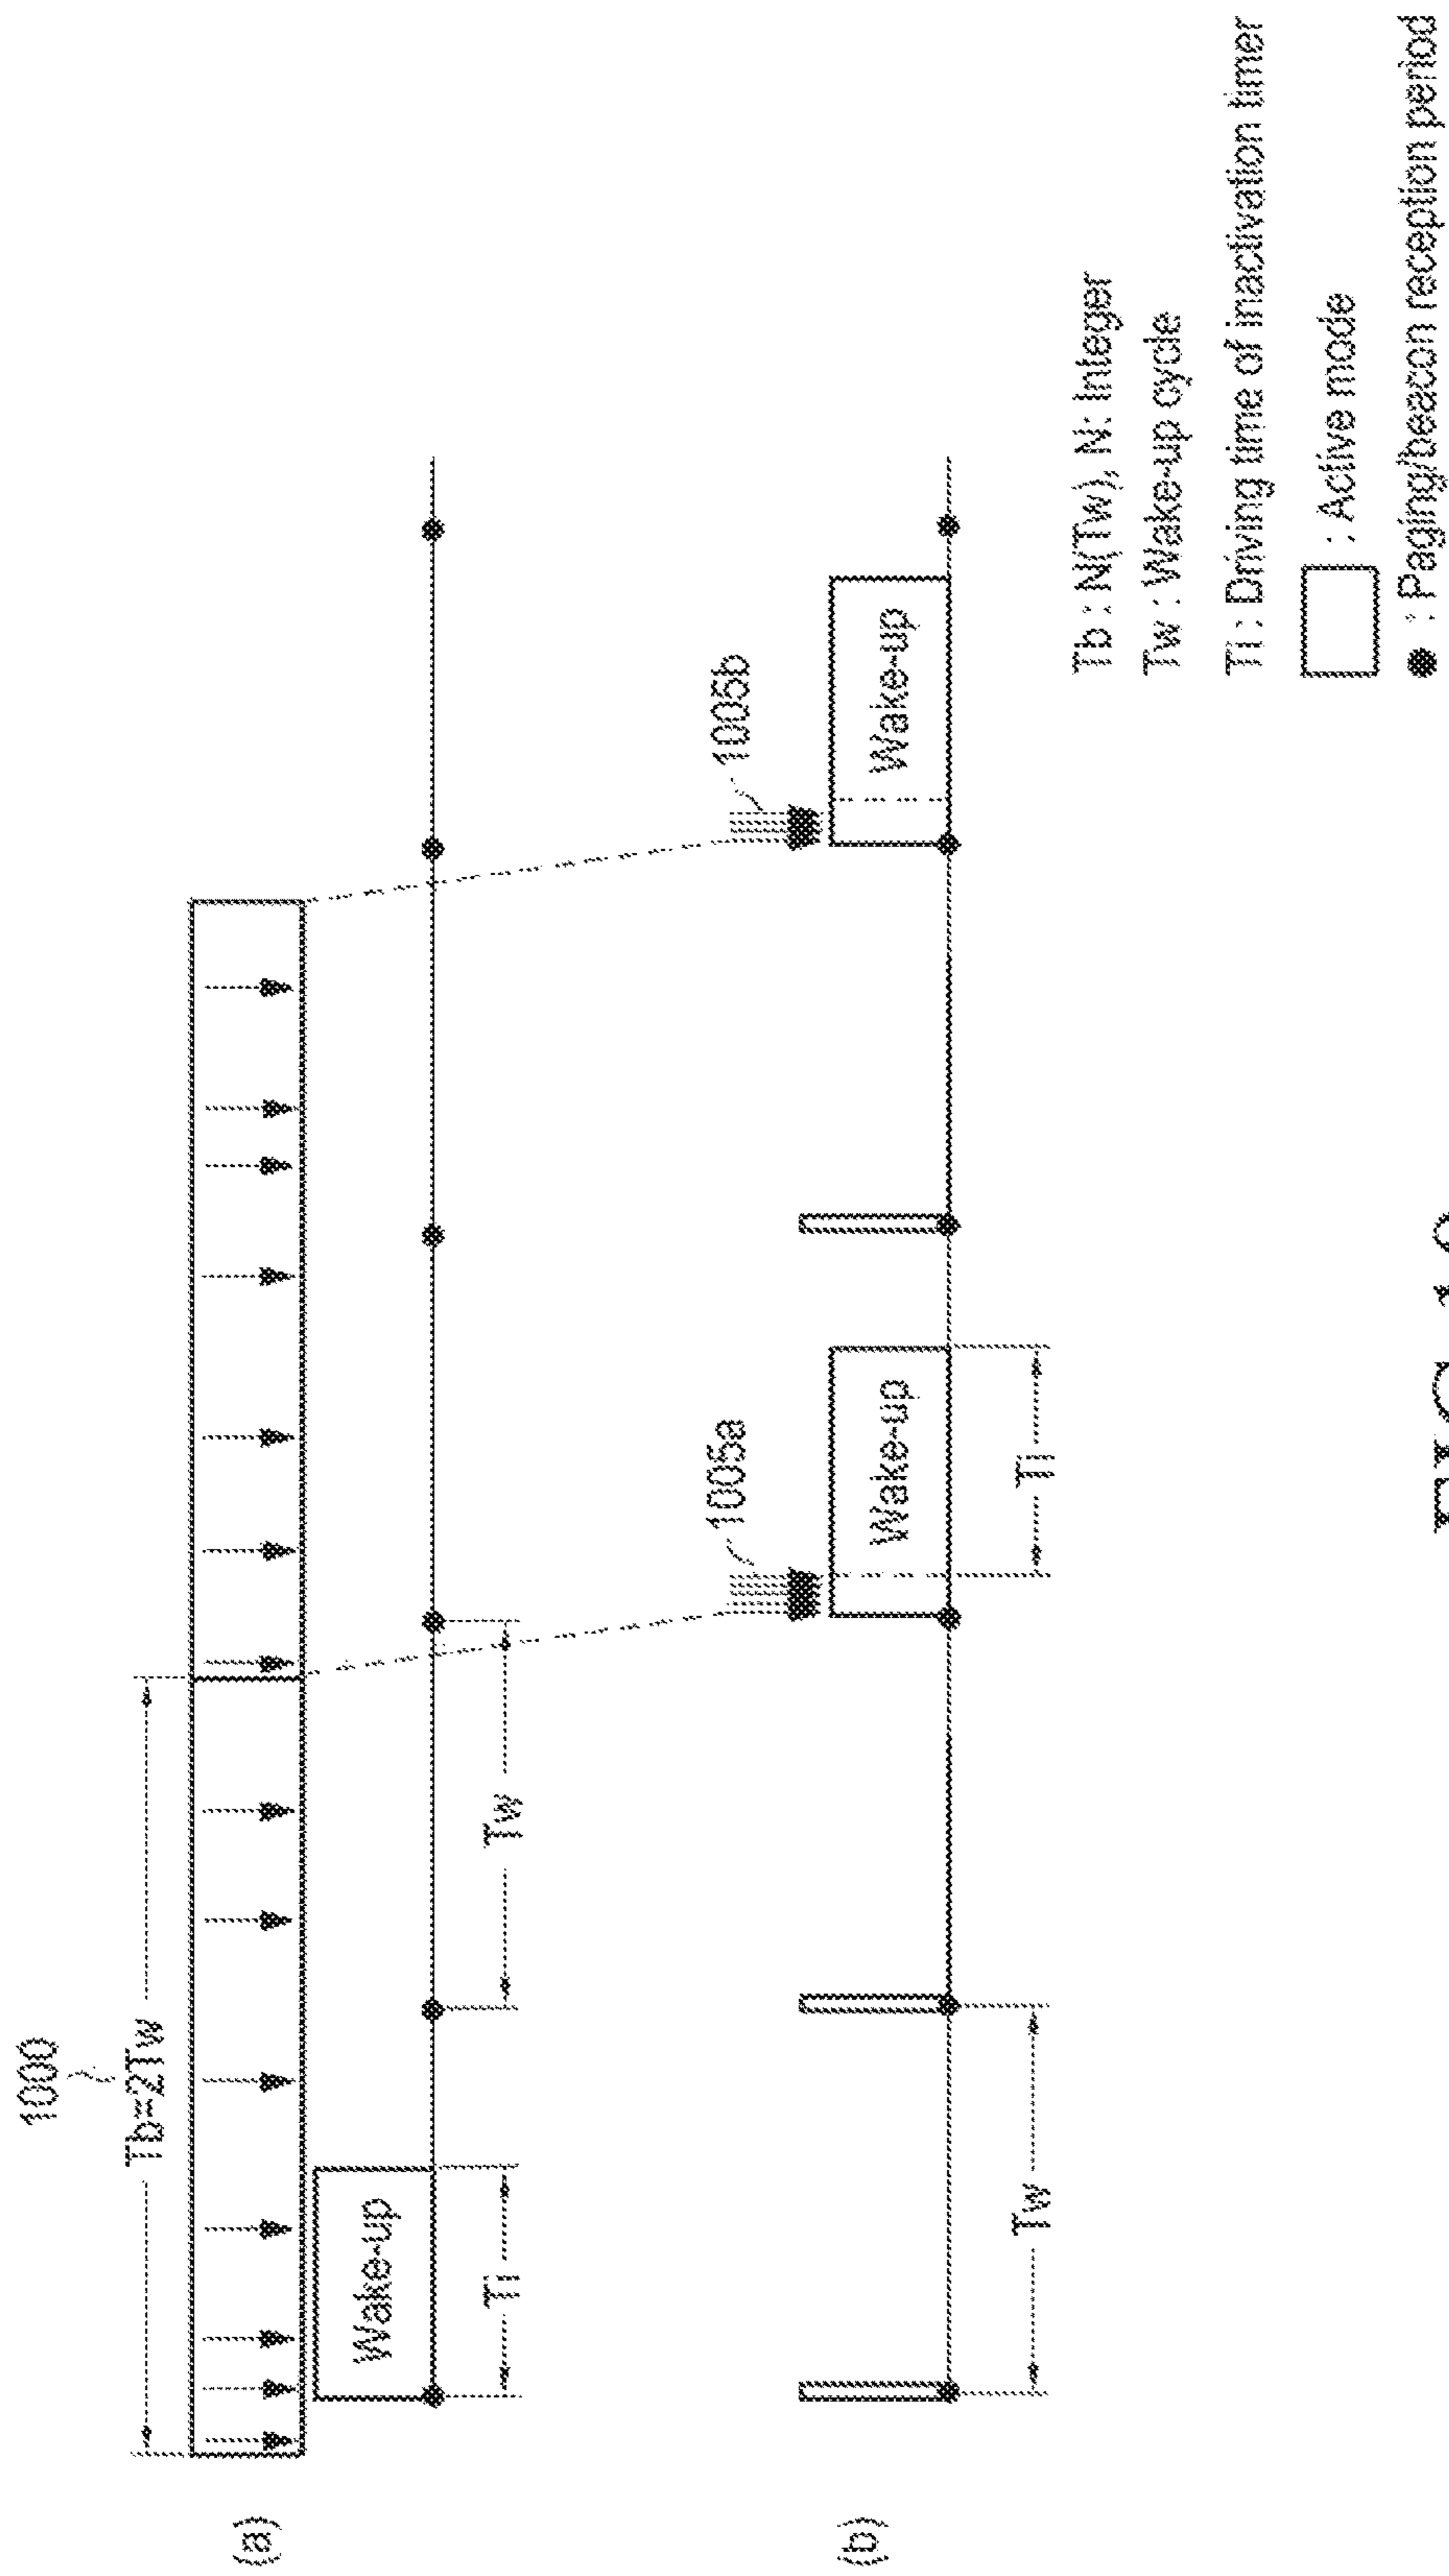 1000
Tb=2Tw
(a)
Wake-up
Ti
Tw
1005a
1005b
(b)
Wake-up
Wake-up
Tw
Ti
Tb : N(Tw), N: Integer
Tw : Wake-up cycle
Ti : Driving time of inactivation timer
: Active mode
: Paging/beacon reception period